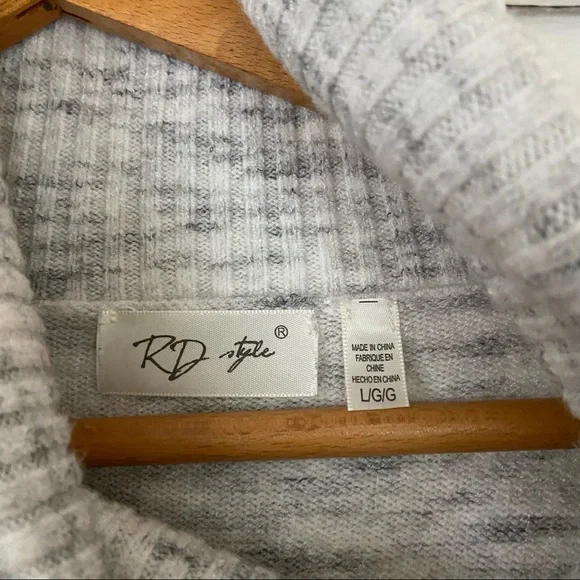 RD style®
MADE IN CHINA
FABRIQUE EN
CHINE
HECHO EN CHINA
L/G/G